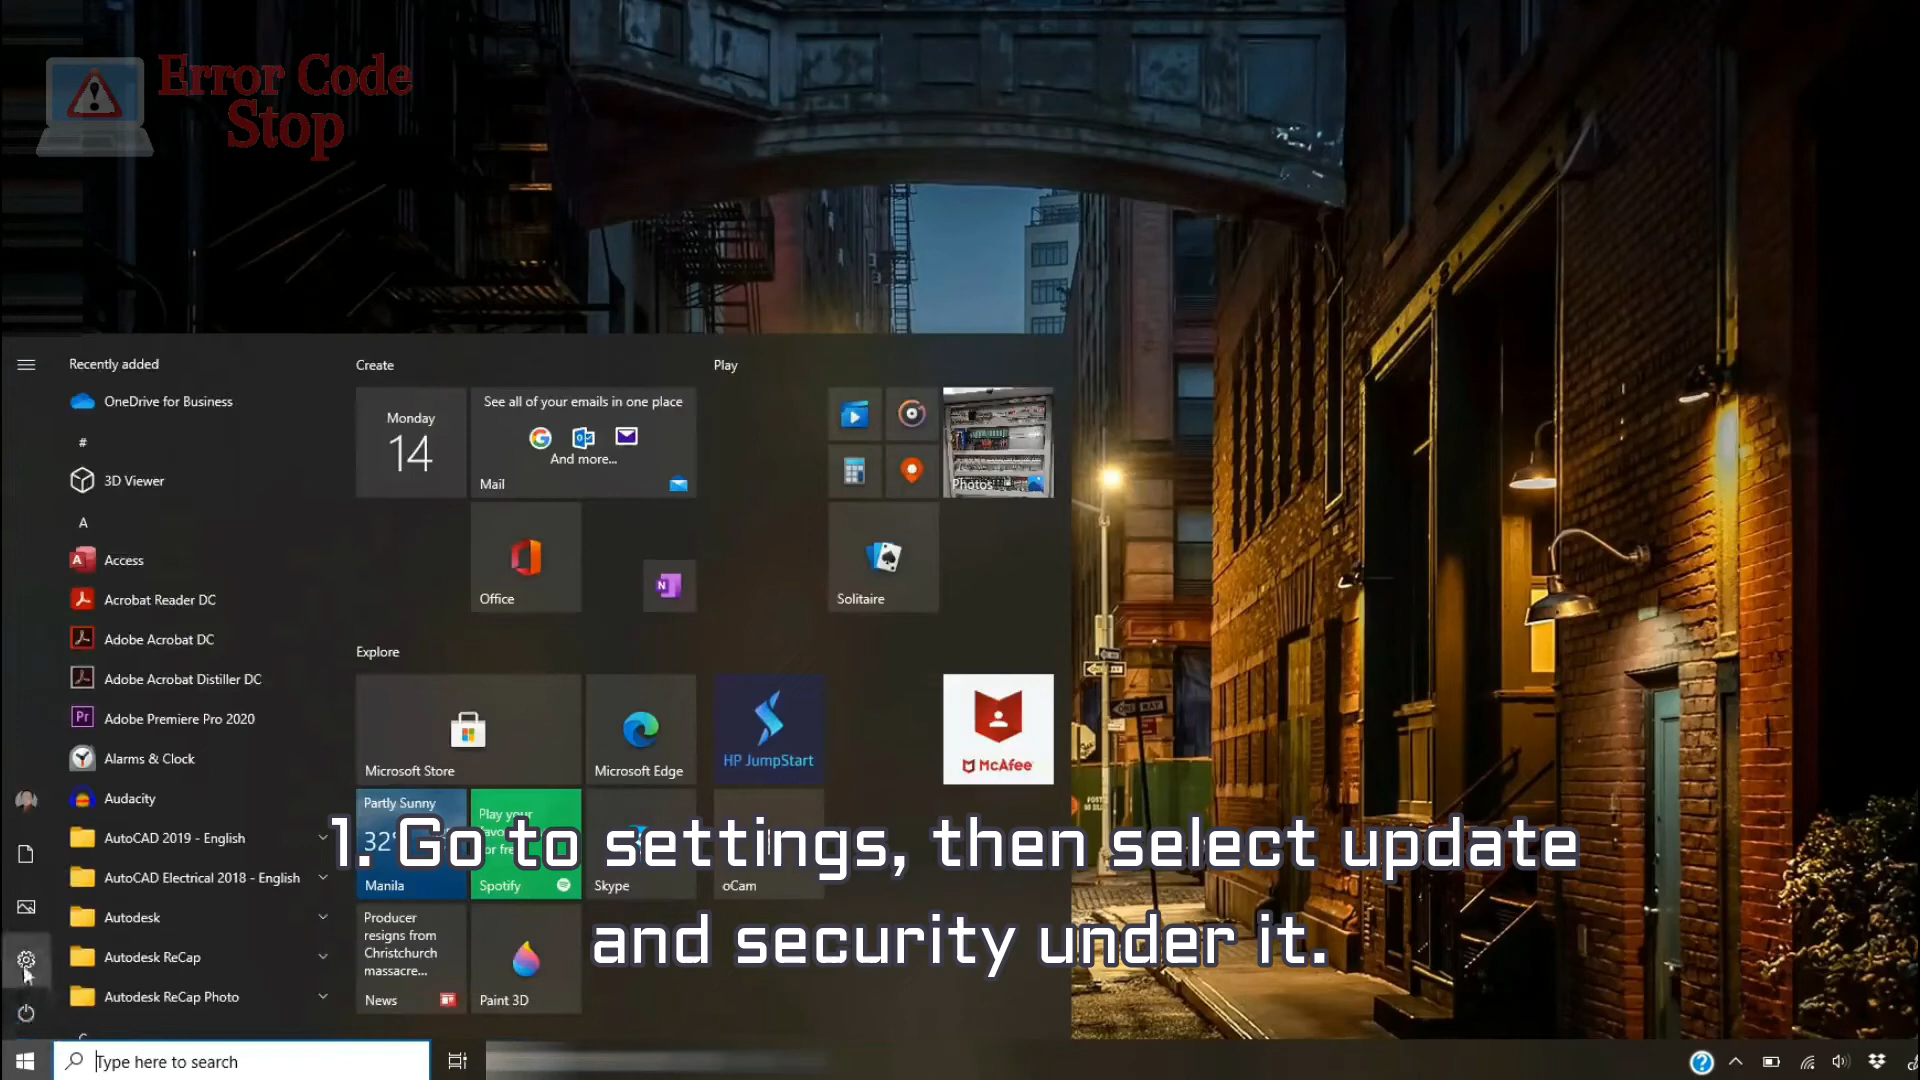 Error Code
Stop
Recently added
OneDrive for Business
#
3D Viewer
A
Access
Acrobat Reader DC
Adobe Acrobat DC
Adobe Acrobat Distiller DC
Adobe Premiere Pro 2020
Alarms & Clock
Audacity
AutoCAD 2019 - English
AutoCAD Electrical 2018 - English
Autodesk
Autodesk ReCap
Autodesk ReCap Photo
Create
Monday
14
See all of your emails in one place
And more...
Mail
Office
Play
Photos
Solitaire
Explore
Microsoft Store
Microsoft Edge
HP JumpStart
McAfee
Partly Sunny
32°
Manila
Play your
or free
Spotify
Skype
oCam
Producer
resigns from
Christchurch
massacre...
News
Paint 3D
1. Go to settings, then select update
and security under it.
Type here to search
ONE WAY